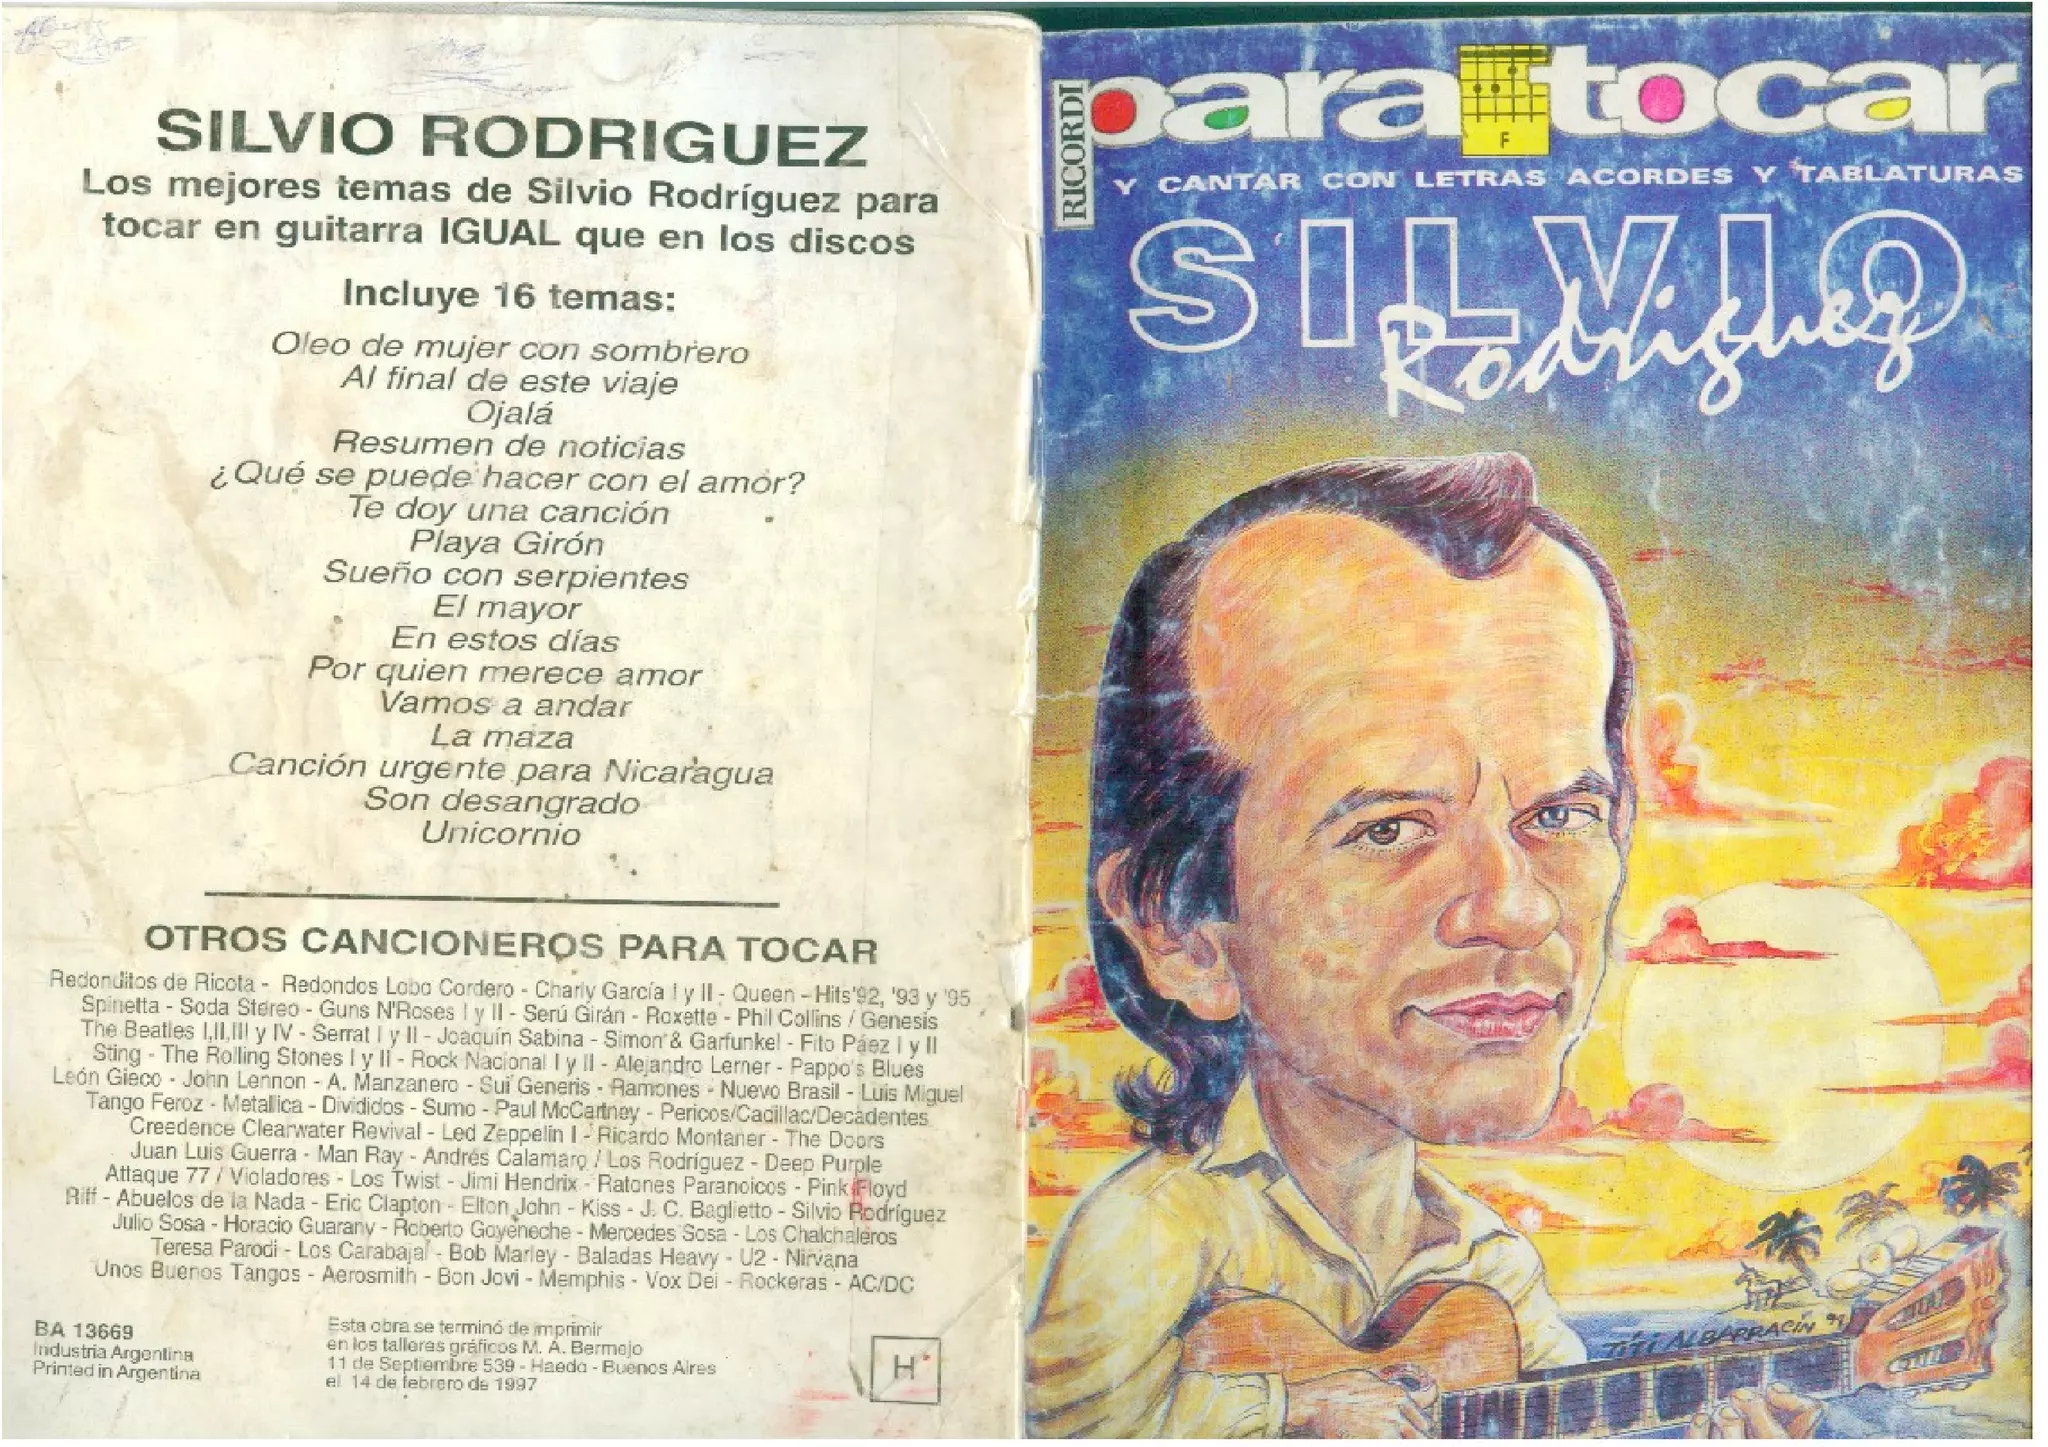 SILVIO RODRIGUEZ
Los mejores temas de Silvio Rodríguez para
tocar en guitarra IGUAL que en los discos
Incluye 16 temas:
Oleo de mujer con sombrero
Al final de este viaje
Ojalá
Resumen de noticias
¿Qué se puede hacer con el amor?
Te doy una canción
Playa Girón
Sueño con serpientes
El mayor
En estos días
Por quien merece amor
Vamos a andar
La maza
Canción urgente para Nicaragua
Son desangrado
Unicornio
OTROS CANCIONEROS PARA TOCAR
Redonditos de Ricota - Redondos Lobo Cordero - Charly García I y II - Queen - Hits'92, '93 y '95
Spinetta - Soda Stereo - Guns N'Roses I y II - Serú Girán - Roxette - Phil Collins / Genesis
The Beatles I,II,III y IV - Serrat I y II - Joaquín Sabina - Simon & Garfunkel - Fito Páez I y II
Sting - The Rolling Stones I y II - Rock Nacional I y II - Alejandro Lerner - Pappo's Blues
León Gieco - John Lennon - A. Manzanero - Sui Generis - Ramones - Nuevo Brasil - Luis Miguel
Tango Feroz - Metallica - Divididos - Sumo - Paul McCartney - Pericos/Cadillac/Decadentes
Creedence Clearwater Revival - Led Zeppelin I - Ricardo Montaner - The Doors
Juan Luis Guerra - Man Ray - Andrés Calamaro / Los Rodríguez - Deep Purple
Attaque 77 / Violadores - Los Twist - Jimi Hendrix - Ratones Paranoicos - Pink Floyd
Riff - Abuelos de la Nada - Eric Clapton - Elton John - Kiss - J. C. Baglietto - Silvio Rodríguez
Julio Sosa - Horacio Guarany - Roberto Goyeneche - Mercedes Sosa - Los Chalchaleros
Teresa Parodi - Los Carabajal - Bob Marley - Baladas Heavy - U2 - Nirvana
Unos Buenos Tangos - Aerosmith - Bon Jovi - Memphis - Vox Dei - Rockeras - AC/DC
BA 13669
Industria Argentina
Printed in Argentina
Esta obra se terminó de imprimir
en los talleres gráficos M. A. Bermejo
11 de Septiembre 539 - Haedo - Buenos Aires
el 14 de febrero de 1997
H
RICORDI
para tocar
F
Y CANTAR CON LETRAS ACORDES Y TABLATURAS
SILVIO
Rodriguez
TITI ALBARRACIN 94